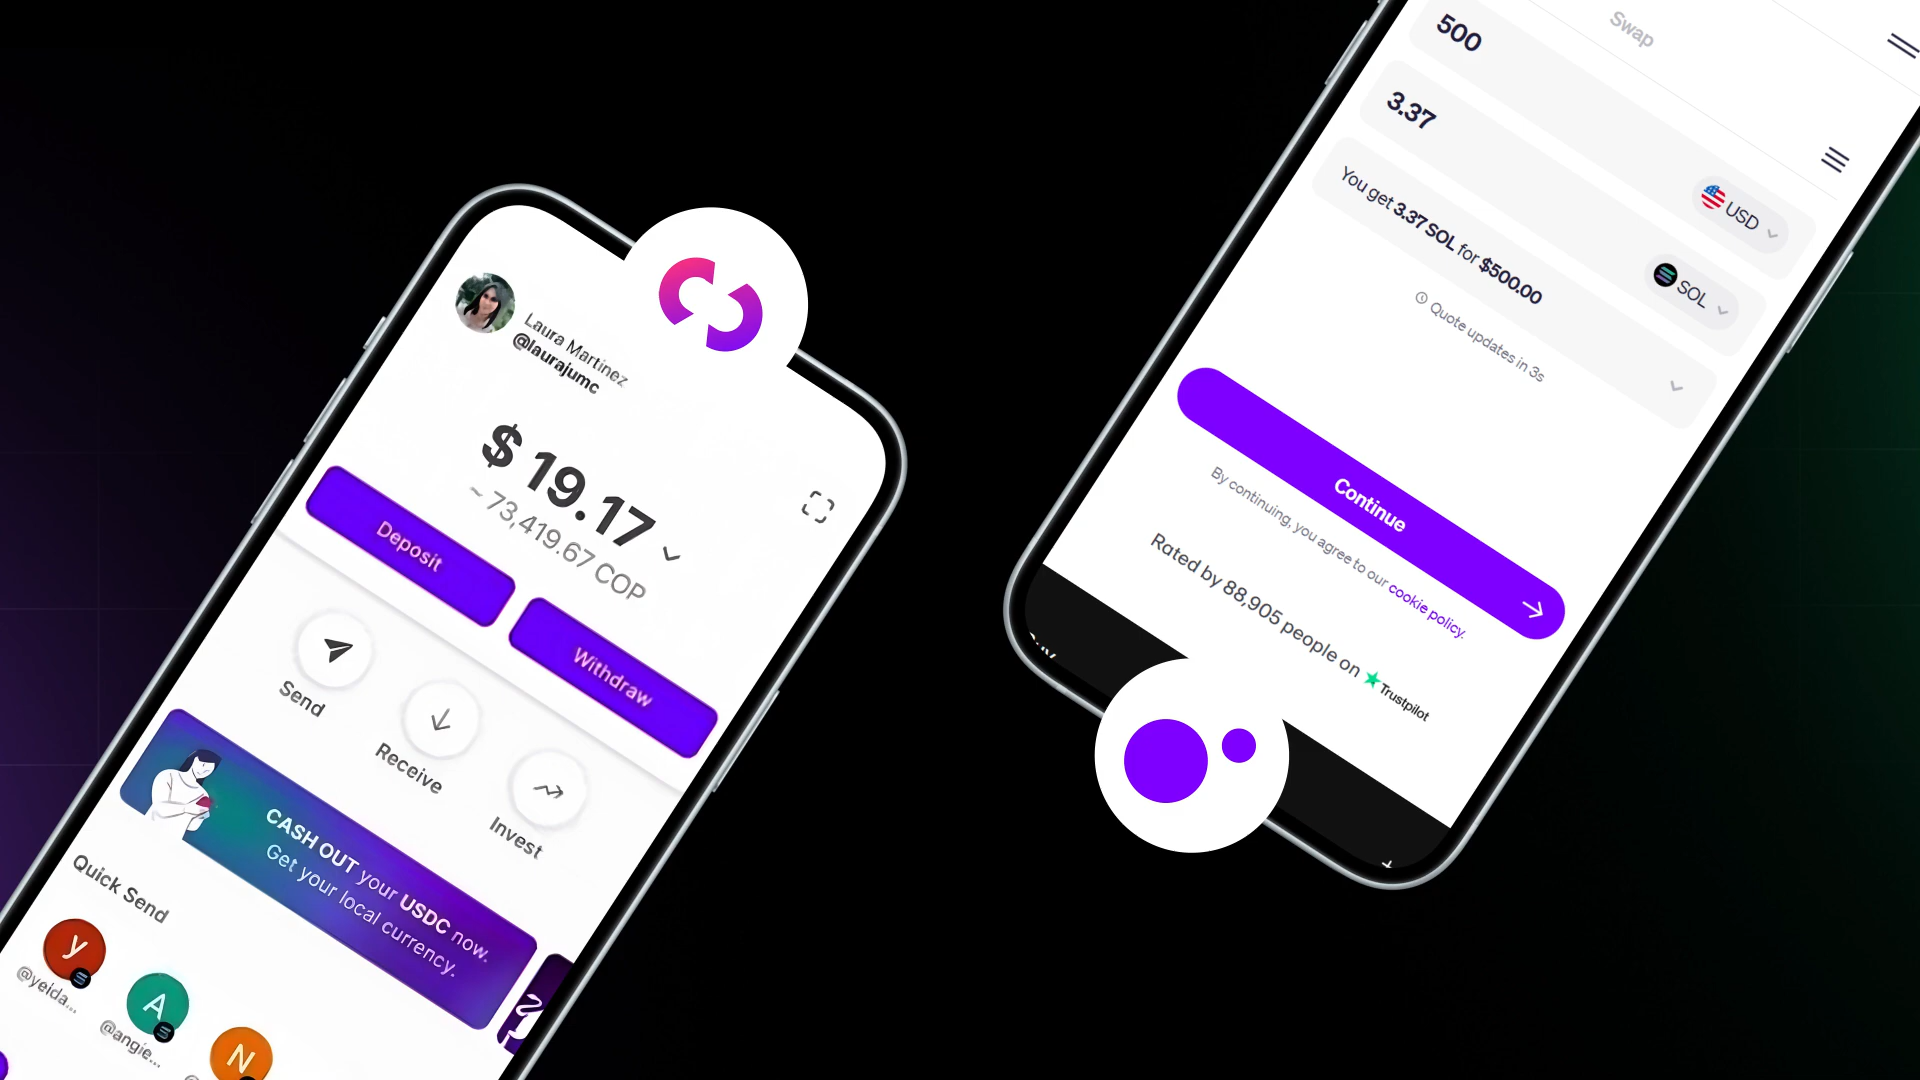 Laura Martinez
@laurajumc
$ 19.17
~ 73,419.67 COP
Deposit
Withdraw
Send
Receive
Invest
CASH OUT your USDC now.
Get your local currency.
Quick Send
y
@yeida...
A
@angie...
N
Swap
500
USD
3.37
SOL
You get 3.37 SOL for $500.00
Quote updates in 3s
Continue
By continuing, you agree to our cookie policy.
Rated by 88,905 people on Trustpilot